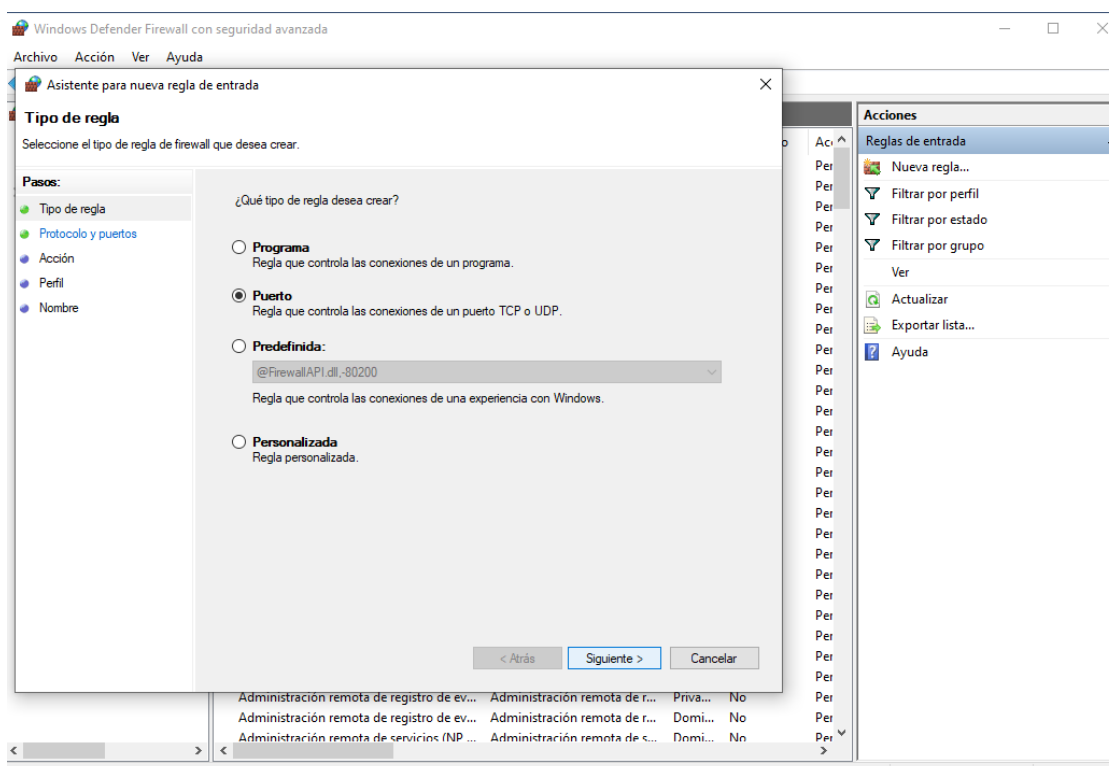 Windows Defender Firewall con seguridad avanzada
Archivo Acción Ver Ayuda
Asistente para nueva regla de entrada
Tipo de regla
Seleccione el tipo de regla de firewall que desea crear.
Pasos:
Tipo de regla
Protocolo y puertos
Acción
Perfil
Nombre
¿Qué tipo de regla desea crear?
Programa
Regla que controla las conexiones de un programa.
Puerto
Regla que controla las conexiones de un puerto TCP o UDP.
Predefinida:
@FirewallAPI.dll,-80200
Regla que controla las conexiones de una experiencia con Windows.
Personalizada
Regla personalizada.
< Atrás Siguiente > Cancelar
Administración remota de registro de ev... Administración remota de r... Priva... No Per
Administración remota de registro de ev... Administración remota de r... Domi... No Per
Administración remota de servicios (NP ... Administración remota de s... Domi... No Per
Acciones
Reglas de entrada
Nueva regla...
Filtrar por perfil
Filtrar por estado
Filtrar por grupo
Ver
Actualizar
Exportar lista...
Ayuda